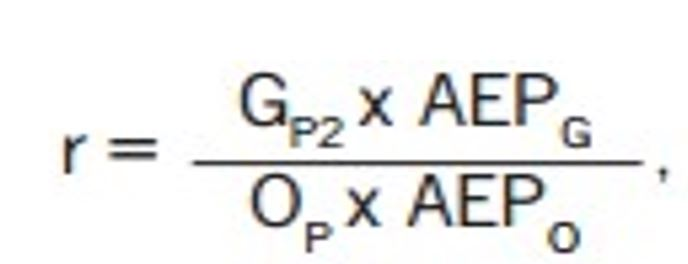 r = G_P2 x AEP_G
O_P x AEP_O .